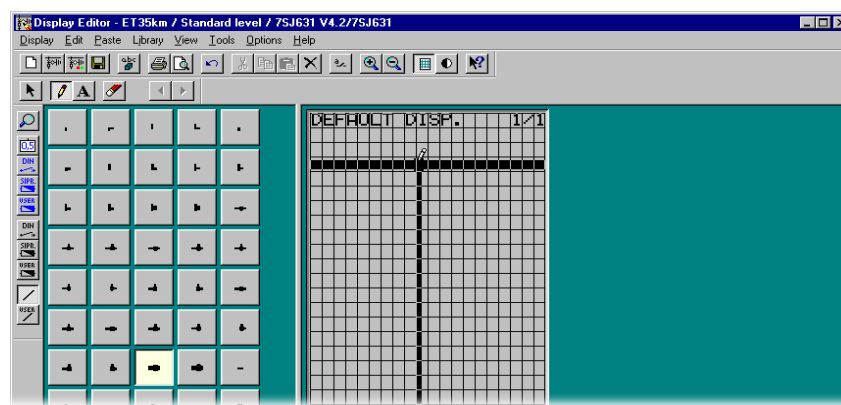 Display Editor - ET35km / Standard level / 7SJ631 V4.2/7SJ631
Display Edit Paste Library View Tools Options Help
abc
A
DEFAULT DISP. 1/1
0.5
DIN
SIPR.
USER
DIN
SIPR.
USER
USER